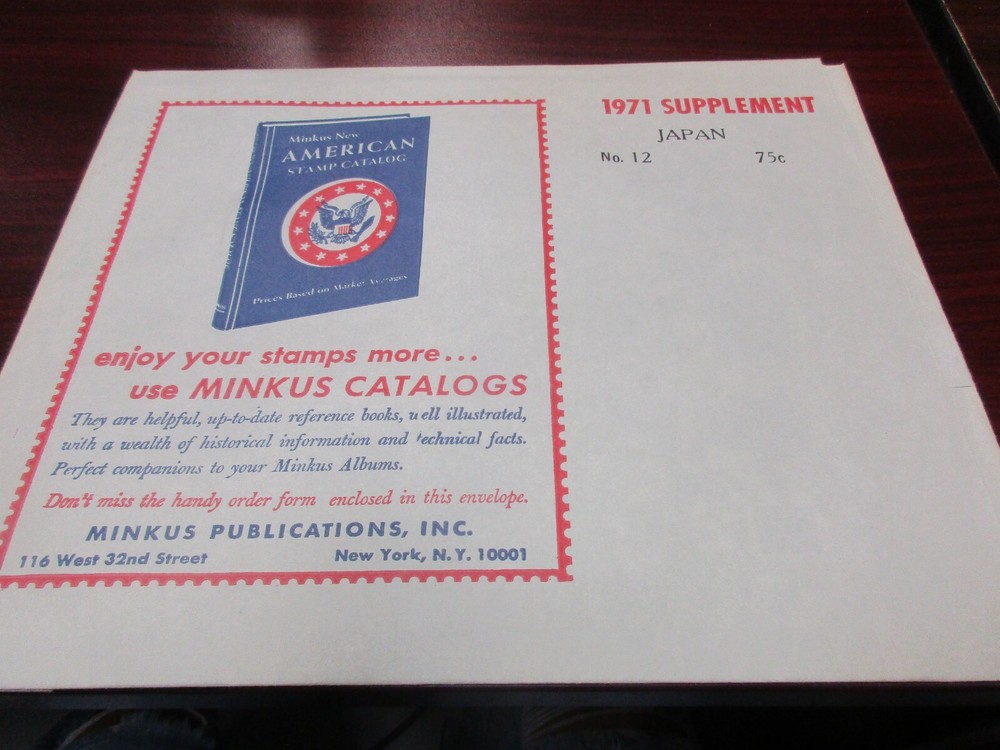 Minkus New
AMERICAN
STAMP CATALOG
Prices Based on Market Averages
enjoy your stamps more...
use MINKUS CATALOGS
They are helpful, up-to-date reference books, well illustrated,
with a wealth of historical information and technical facts.
Perfect companions to your Minkus Albums.
Don't miss the handy order form enclosed in this envelope.
MINKUS PUBLICATIONS, INC.
116 West 32nd Street New York, N.Y. 10001
1971 SUPPLEMENT
JAPAN
No. 12 75c